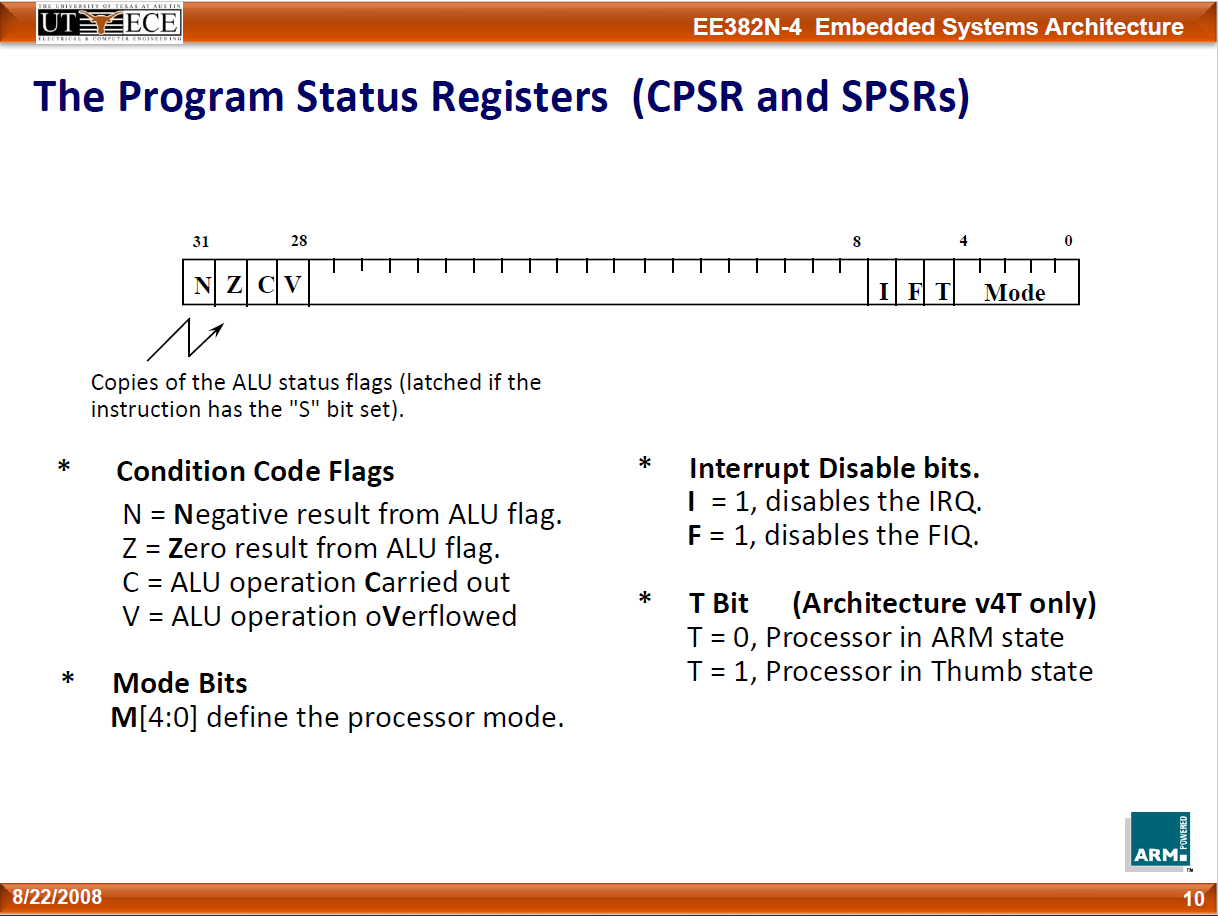 THE UNIVERSITY OF TEXAS AT AUSTIN
UT ECE
ELECTRICAL & COMPUTER ENGINEERING
EE382N-4 Embedded Systems Architecture
The Program Status Registers (CPSR and SPSRs)
31 28 8 4 0
N Z C V I F T Mode
Copies of the ALU status flags (latched if the
instruction has the "S" bit set).
* Condition Code Flags
N = Negative result from ALU flag.
Z = Zero result from ALU flag.
C = ALU operation Carried out
V = ALU operation oVerflowed
* Mode Bits
M[4:0] define the processor mode.
* Interrupt Disable bits.
I = 1, disables the IRQ.
F = 1, disables the FIQ.
* T Bit (Architecture v4T only)
T = 0, Processor in ARM state
T = 1, Processor in Thumb state
ARM POWERED
TM
8/22/2008
10